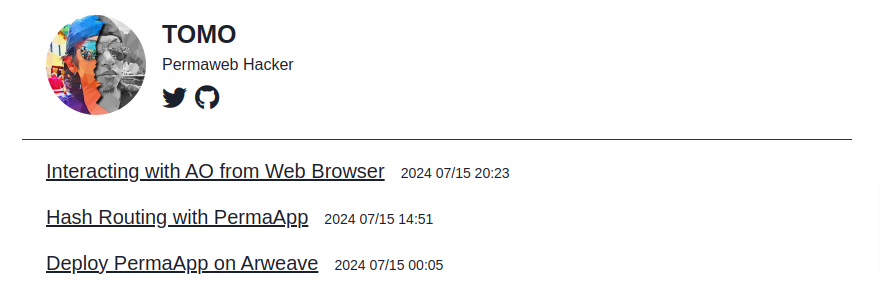 TOMO
Permaweb Hacker
Interacting with AO from Web Browser 2024 07/15 20:23
Hash Routing with PermaApp 2024 07/15 14:51
Deploy PermaApp on Arweave 2024 07/15 00:05